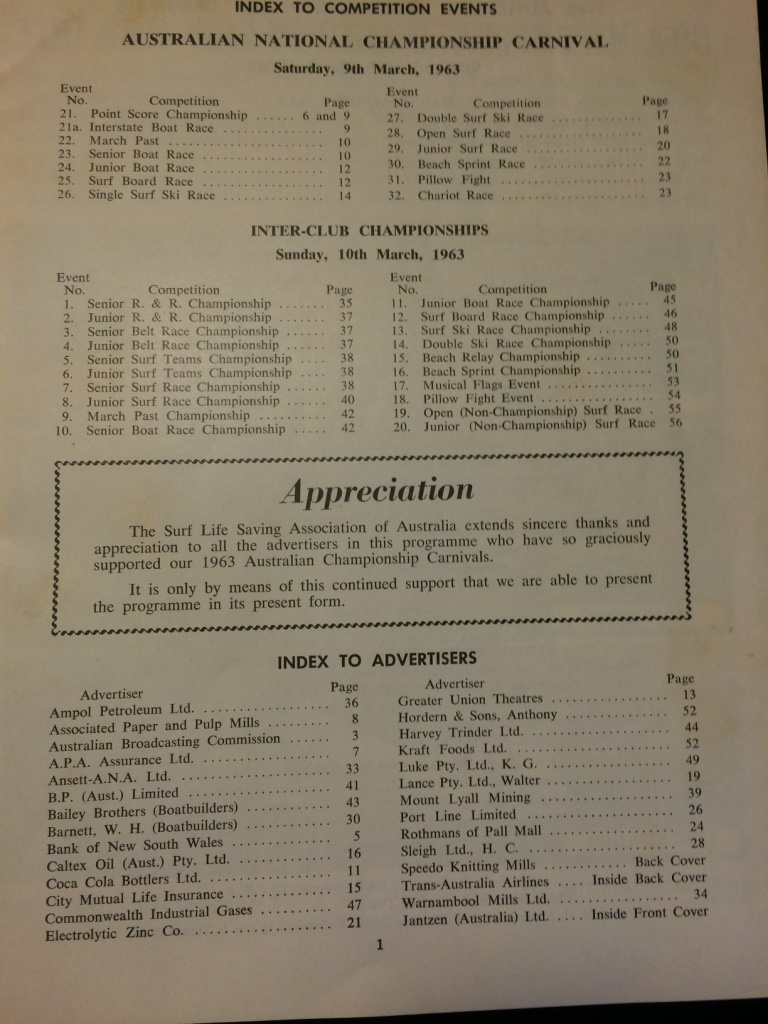 INDEX TO COMPETITION EVENTS
AUSTRALIAN NATIONAL CHAMPIONSHIP CARNIVAL
Saturday, 9th March, 1963
Event
No. Competition Page
21. Point Score Championship ...... 6 and 9
21a. Interstate Boat Race .............. 9
22. March Past ...................... 10
23. Senior Boat Race ................ 10
24. Junior Boat Race ................ 12
25. Surf Board Race ................. 12
26. Single Surf Ski Race ............ 14
Event
No. Competition Page
27. Double Surf Ski Race ............ 17
28. Open Surf Race .................. 18
29. Junior Surf Race ................ 20
30. Beach Sprint Race ............... 22
31. Pillow Fight .................... 23
32. Chariot Race .................... 23
INTER-CLUB CHAMPIONSHIPS
Sunday, 10th March, 1963
Event
No. Competition Page
1. Senior R. & R. Championship ....... 35
2. Junior R. & R. Championship ....... 37
3. Senior Belt Race Championship ...... 37
4. Junior Belt Race Championship ...... 37
5. Senior Surf Teams Championship .... 38
6. Junior Surf Teams Championship .... 38
7. Senior Surf Race Championship ...... 38
8. Junior Surf Race Championship ...... 40
9. March Past Championship .......... 42
10. Senior Boat Race Championship ..... 42
Event
No. Competition Page
11. Junior Boat Race Championship ..... 45
12. Surf Board Race Championship ..... 46
13. Surf Ski Race Championship ........ 48
14. Double Ski Race Championship ..... 50
15. Beach Relay Championship .......... 50
16. Beach Sprint Championship ......... 51
17. Musical Flags Event ................ 53
18. Pillow Fight Event ................. 54
19. Open (Non-Championship) Surf Race . 55
20. Junior (Non-Championship) Surf Race 56
Appreciation
The Surf Life Saving Association of Australia extends sincere thanks and
appreciation to all the advertisers in this programme who have so graciously
supported our 1963 Australian Championship Carnivals.
It is only by means of this continued support that we are able to present
the programme in its present form.
INDEX TO ADVERTISERS
Advertiser Page
Ampol Petroleum Ltd. .................. 36
Associated Paper and Pulp Mills ......... 8
Australian Broadcasting Commission ...... 3
A.P.A. Assurance Ltd. .................. 7
Ansett-A.N.A. Ltd. ..................... 33
B.P. (Aust.) Limited .................... 41
Bailey Brothers (Boatbuilders) ............ 43
Barnett, W. H. (Boatbuilders) ............ 30
Bank of New South Wales ............... 5
Caltex Oil (Aust.) Pty. Ltd. .............. 16
Coca Cola Bottlers Ltd. ................. 11
City Mutual Life Insurance .............. 15
Commonwealth Industrial Gases .......... 47
Electrolytic Zinc Co. .................... 21
Advertiser Page
Greater Union Theatres ................. 13
Hordern & Sons, Anthony ............... 52
Harvey Trinder Ltd. .................... 44
Kraft Foods Ltd. ....................... 52
Luke Pty. Ltd., K. G. ................... 49
Lance Pty. Ltd., Walter ................. 19
Mount Lyall Mining .................... 39
Port Line Limited ...................... 26
Rothmans of Pall Mall .................. 24
Sleigh Ltd., H. C. ...................... 28
Speedo Knitting Mills ............ Back Cover
Trans-Australia Airlines .... Inside Back Cover
Warnambool Mills Ltd. ................. 34
Jantzen (Australia) Ltd. .... Inside Front Cover
1